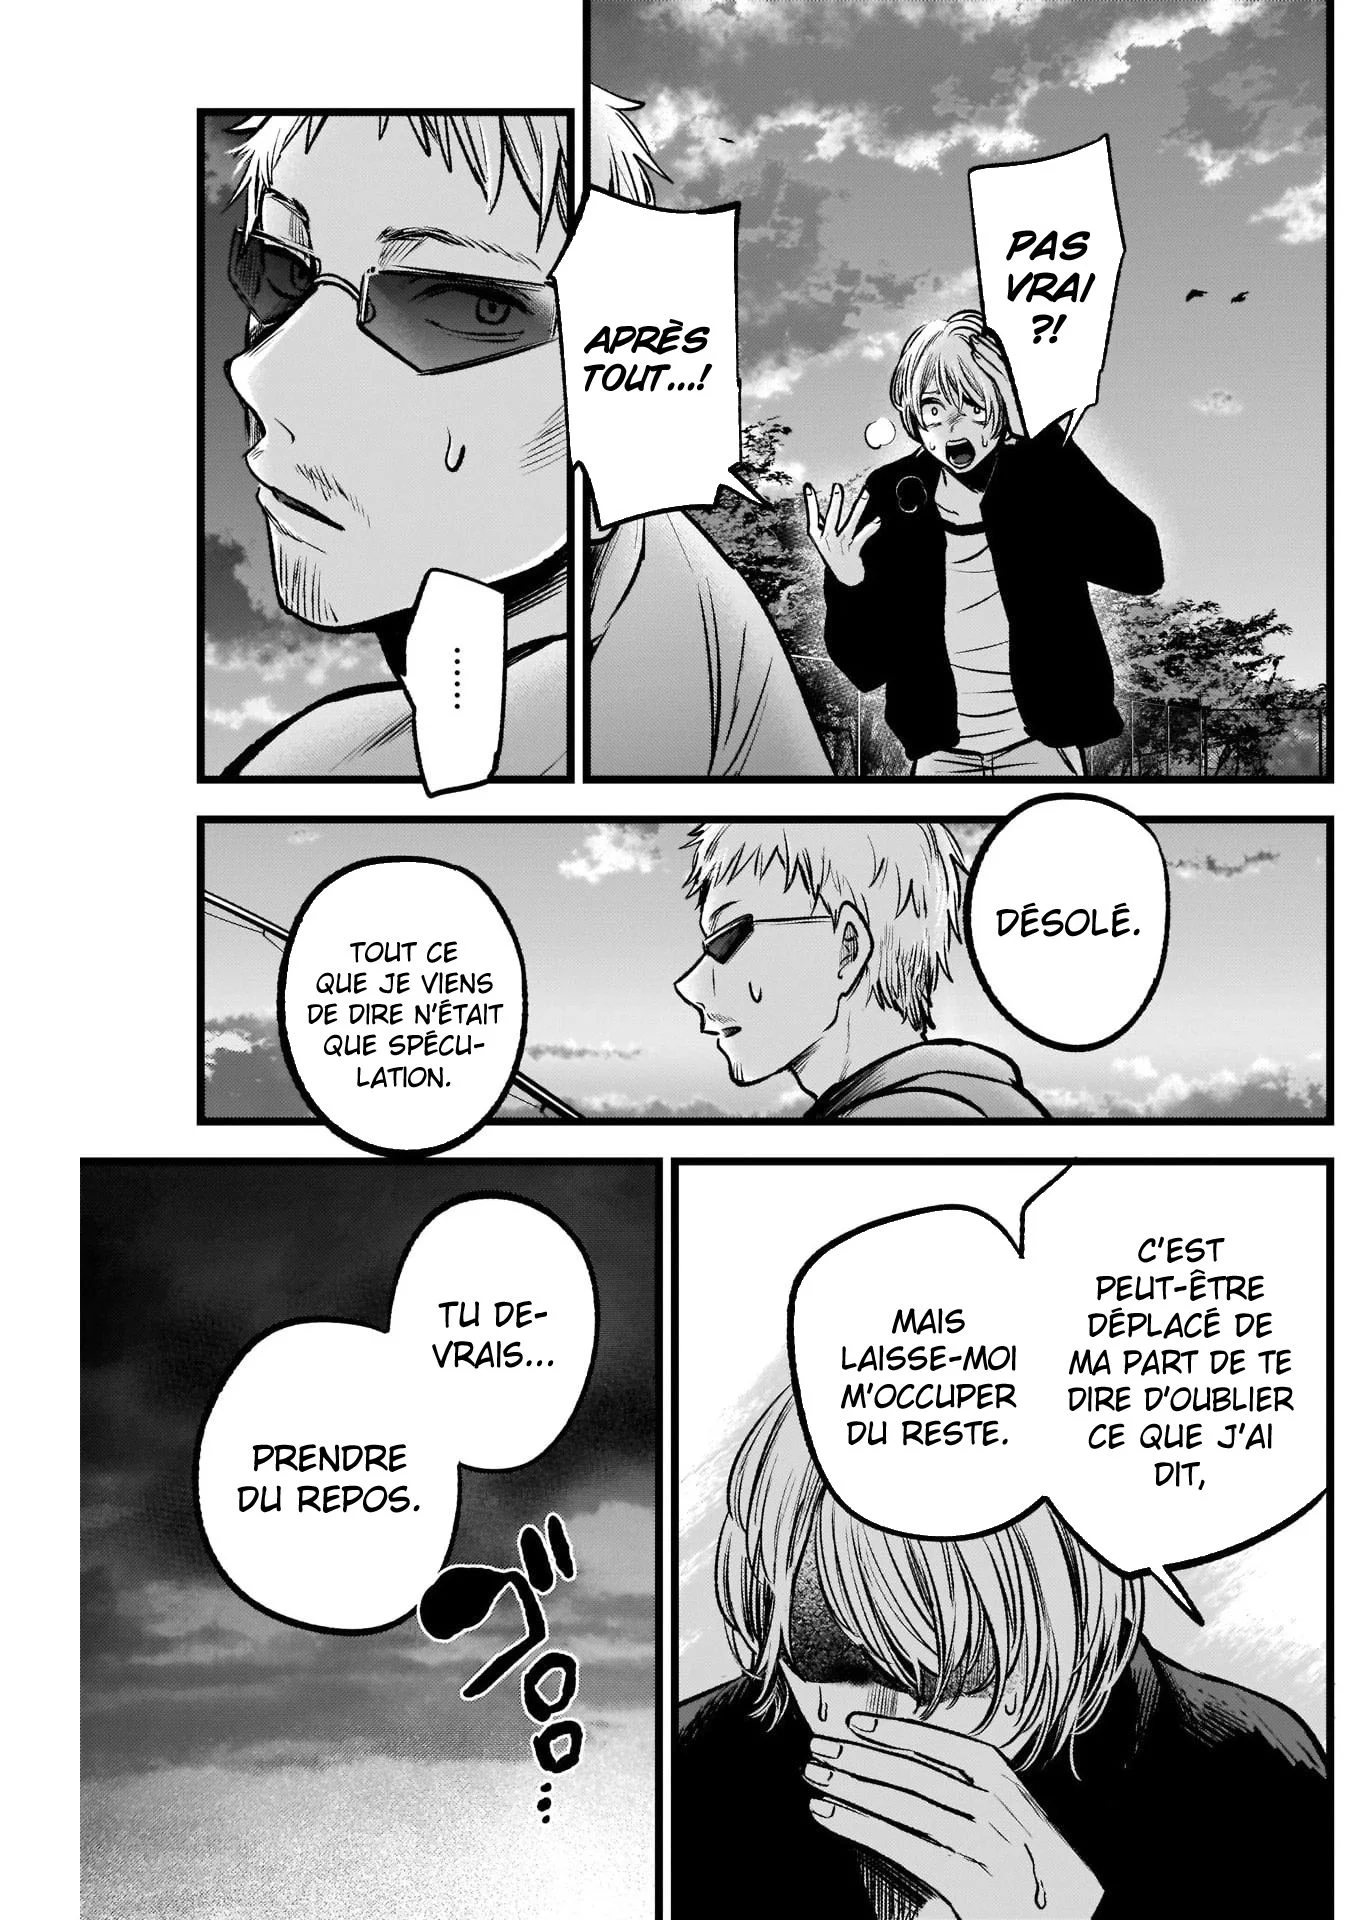 PAS
VRAI
?!
APRÈS
TOUT...!
.......
DÉSOLÉ.
TOUT CE
QUE JE VIENS
DE DIRE N'ÉTAIT
QUE SPÉCU-
LATION.
C'EST
PEUT-ÊTRE
DÉPLACÉ DE
MA PART DE TE
DIRE D'OUBLIER
CE QUE J'AI
DIT,
MAIS
LAISSE-MOI
M'OCCUPER
DU RESTE.
TU DE-
VRAIS...
PRENDRE
DU REPOS.
ゴロロ...